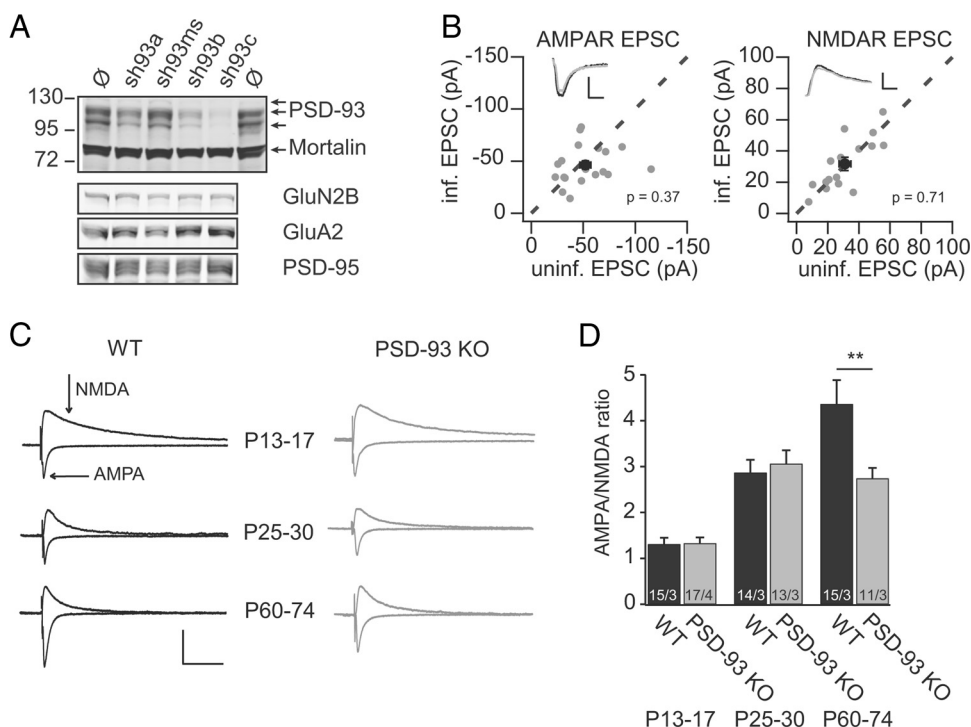 A
Ø sh93a sh93ms sh93b sh93c Ø
130
95
72
PSD-93
Mortalin
GluN2B
GluA2
PSD-95
B
AMPAR EPSC
-150
-100
-50
0
inf. EPSC (pA)
p = 0.37
0 -50 -100 -150
uninf. EPSC (pA)
NMDAR EPSC
100
80
60
40
20
0
inf. EPSC (pA)
p = 0.71
0 20 40 60 80 100
uninf. EPSC (pA)
C
WT PSD-93 KO
NMDA
AMPA
P13-17
P25-30
P60-74
D
**
5
4
3
2
1
0
AMPA/NMDA ratio
15/3 17/4 14/3 13/3 15/3 11/3
WT PSD-93 KO WT PSD-93 KO WT PSD-93 KO
P13-17 P25-30 P60-74